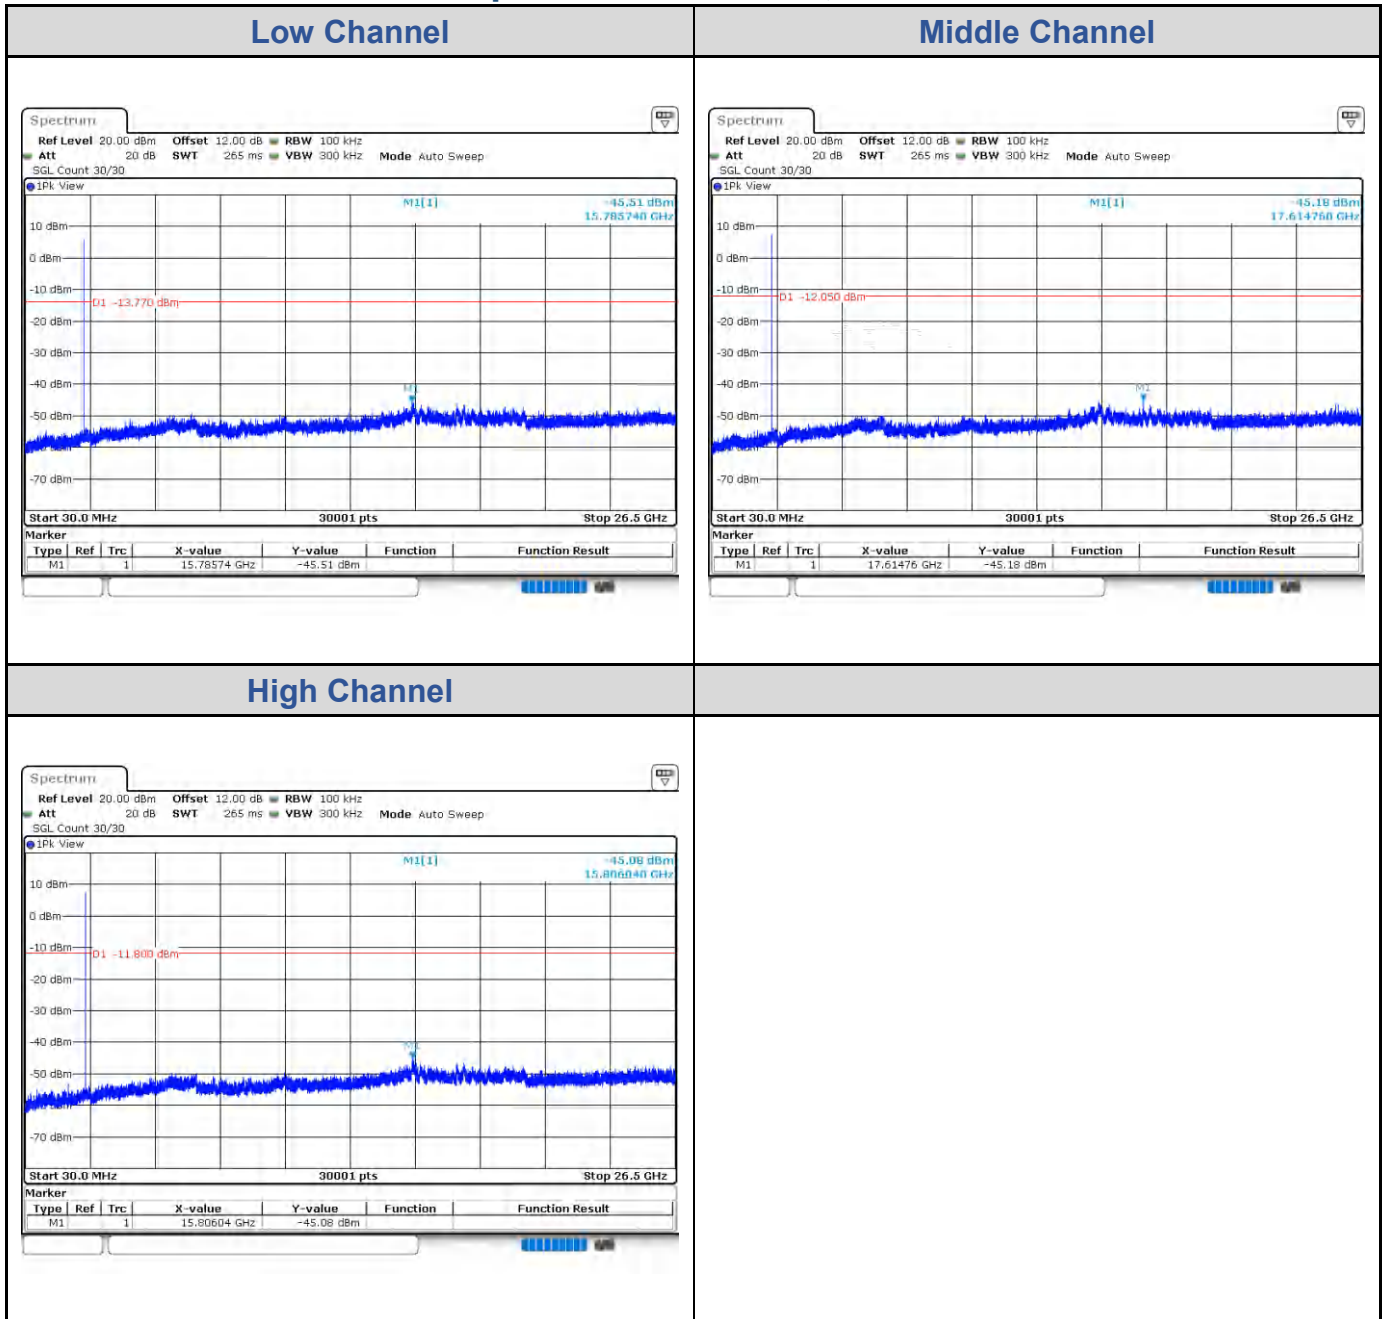 Low Channel
Middle Channel
Spectrum
Ref Level 20.00 dBm Offset 12.00 dB RBW 100 kHz
Att 20 dB SWT 265 ms VBW 300 kHz Mode Auto Sweep
SGL Count 30/30
1Pk View
M1[1] -45.51 dBm
15.785740 GHz
10 dBm
0 dBm
-10 dBm
D1 -13.770 dBm
-20 dBm
-30 dBm
-40 dBm
M1
-50 dBm
-70 dBm
Start 30.0 MHz 30001 pts Stop 26.5 GHz
Marker
Type Ref Trc X-value Y-value Function Function Result
M1 1 15.78574 GHz -45.51 dBm
Spectrum
Ref Level 20.00 dBm Offset 12.00 dB RBW 100 kHz
Att 20 dB SWT 265 ms VBW 300 kHz Mode Auto Sweep
SGL Count 30/30
1Pk View
M1[1] -45.18 dBm
17.614760 GHz
10 dBm
0 dBm
-10 dBm
D1 -12.050 dBm
-20 dBm
-30 dBm
-40 dBm
M1
-50 dBm
-70 dBm
Start 30.0 MHz 30001 pts Stop 26.5 GHz
Marker
Type Ref Trc X-value Y-value Function Function Result
M1 1 17.61476 GHz -45.18 dBm
High Channel
Spectrum
Ref Level 20.00 dBm Offset 12.00 dB RBW 100 kHz
Att 20 dB SWT 265 ms VBW 300 kHz Mode Auto Sweep
SGL Count 30/30
1Pk View
M1[1] -45.08 dBm
15.806040 GHz
10 dBm
0 dBm
-10 dBm
D1 -11.800 dBm
-20 dBm
-30 dBm
-40 dBm
M1
-50 dBm
-70 dBm
Start 30.0 MHz 30001 pts Stop 26.5 GHz
Marker
Type Ref Trc X-value Y-value Function Function Result
M1 1 15.80604 GHz -45.08 dBm